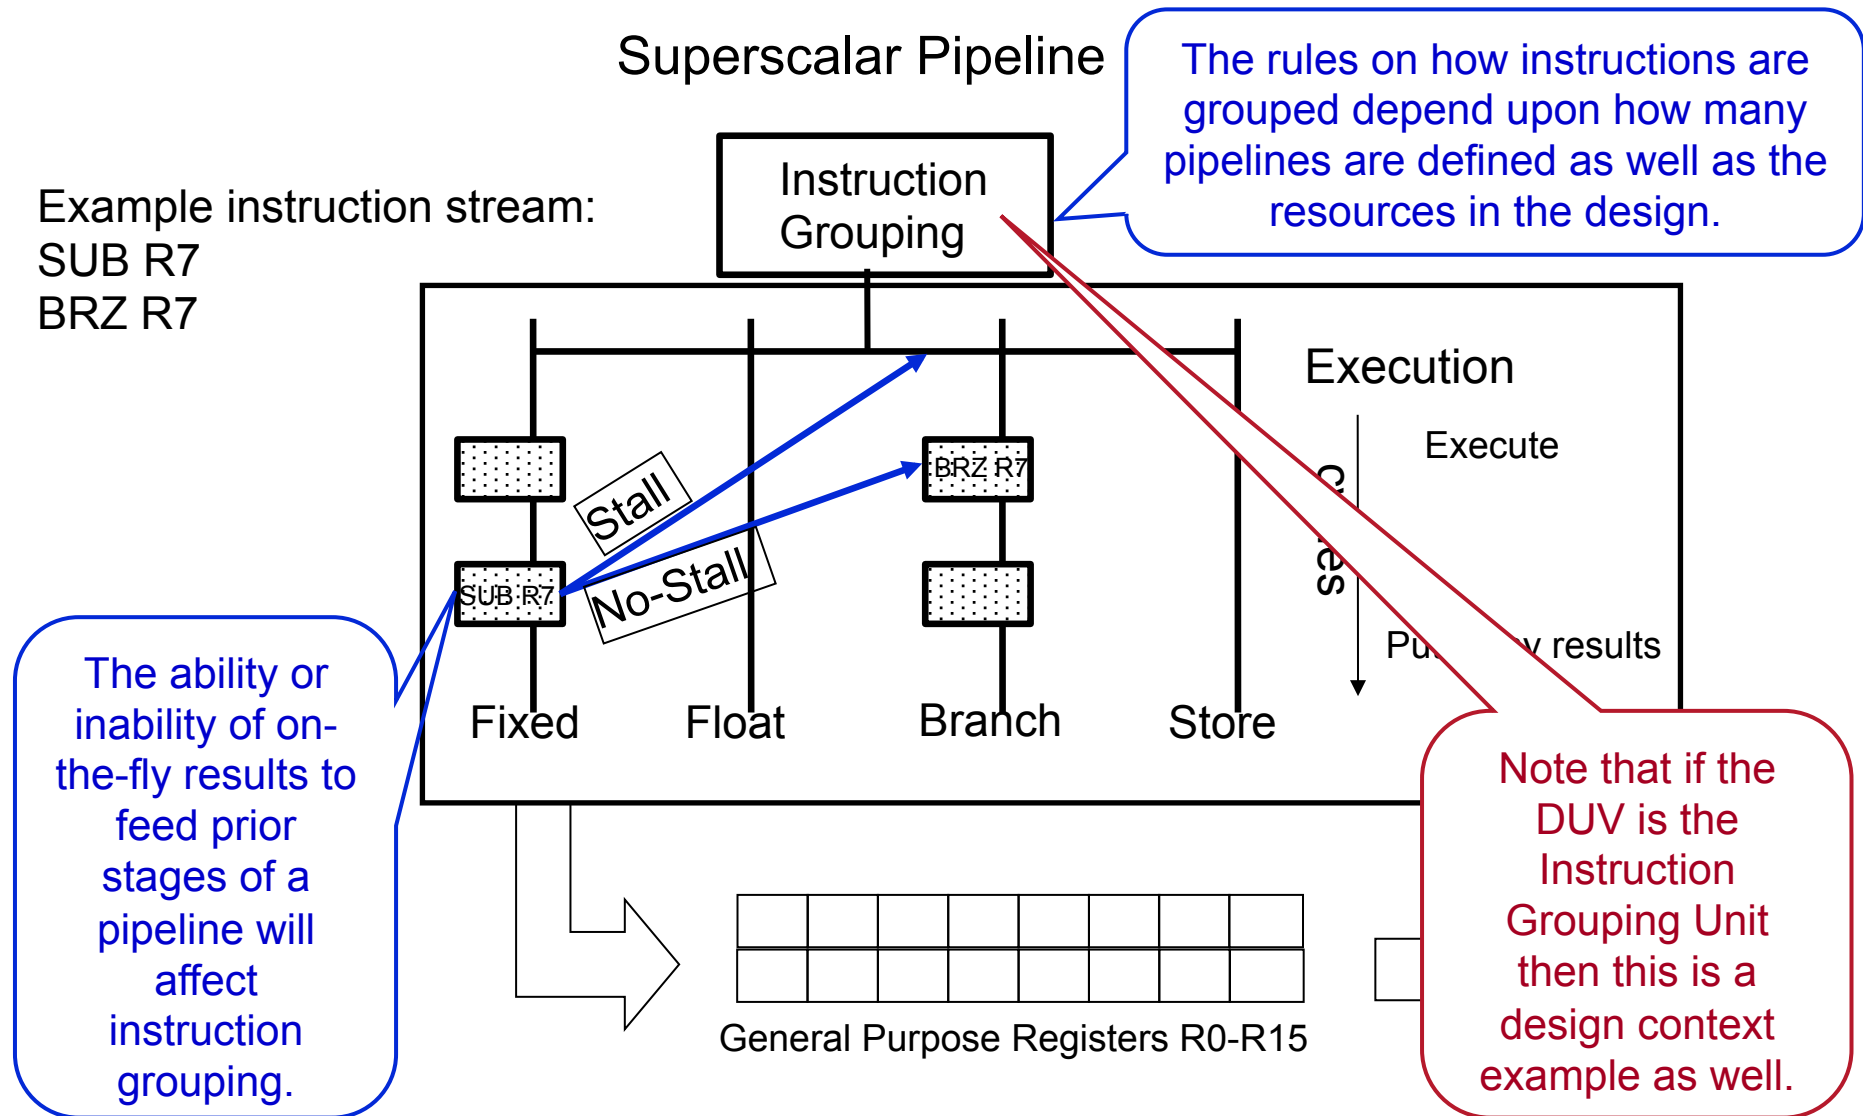 Superscalar Pipeline
The rules on how instructions are
grouped depend upon how many
pipelines are defined as well as the
resources in the design.
Instruction
Grouping
Example instruction stream:
SUB R7
BRZ R7
Execution
Execute
BRZ R7
Stall
No-Stall
SUB R7
results
Fixed
Float
Branch
Store
The ability or
inability of on-
the-fly results to
feed prior
stages of a
pipeline will
affect
instruction
grouping.
Note that if the
DUV is the
Instruction
Grouping Unit
then this is a
design context
example as well.
General Purpose Registers R0-R15